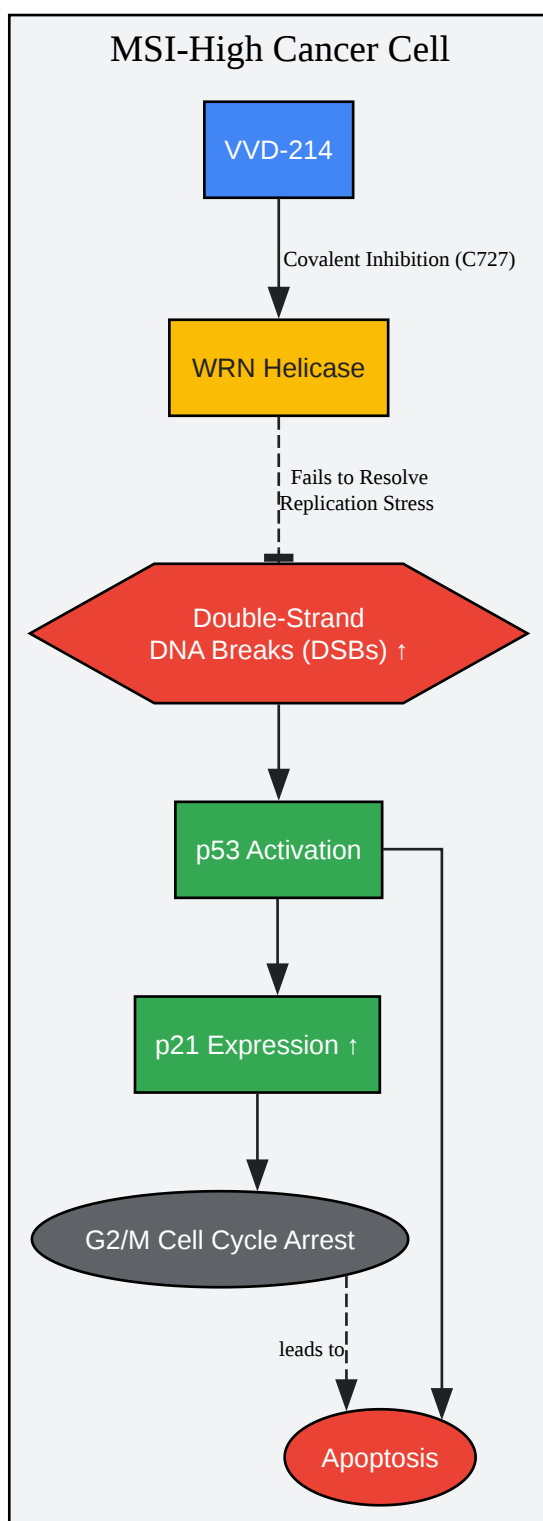 MSI-High Cancer Cell
VVD-214
Covalent Inhibition (C727)
WRN Helicase
Fails to Resolve
Replication Stress
Double-Strand
DNA Breaks (DSBs) ↑
p53 Activation
p21 Expression ↑
G2/M Cell Cycle Arrest
leads to
Apoptosis